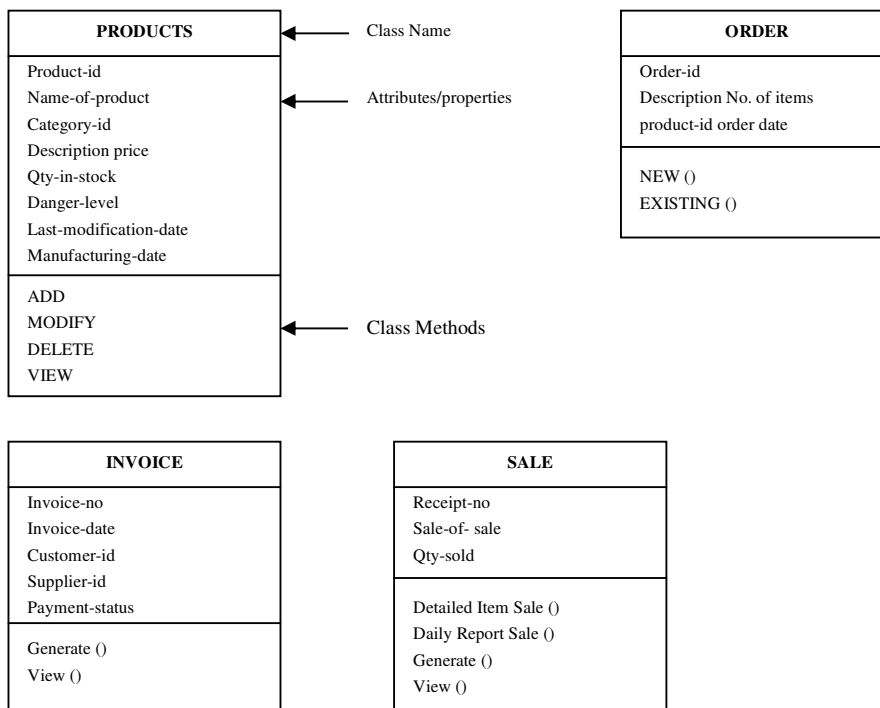 PRODUCTS
Product-id
Name-of-product
Category-id
Description price
Qty-in-stock
Danger-level
Last-modification-date
Manufacturing-date
ADD
MODIFY
DELETE
VIEW
Class Name
Attributes/properties
Class Methods
ORDER
Order-id
Description No. of items
product-id order date
NEW ()
EXISTING ()
INVOICE
Invoice-no
Invoice-date
Customer-id
Supplier-id
Payment-status
Generate ()
View ()
SALE
Receipt-no
Sale-of- sale
Qty-sold
Detailed Item Sale ()
Daily Report Sale ()
Generate ()
View ()